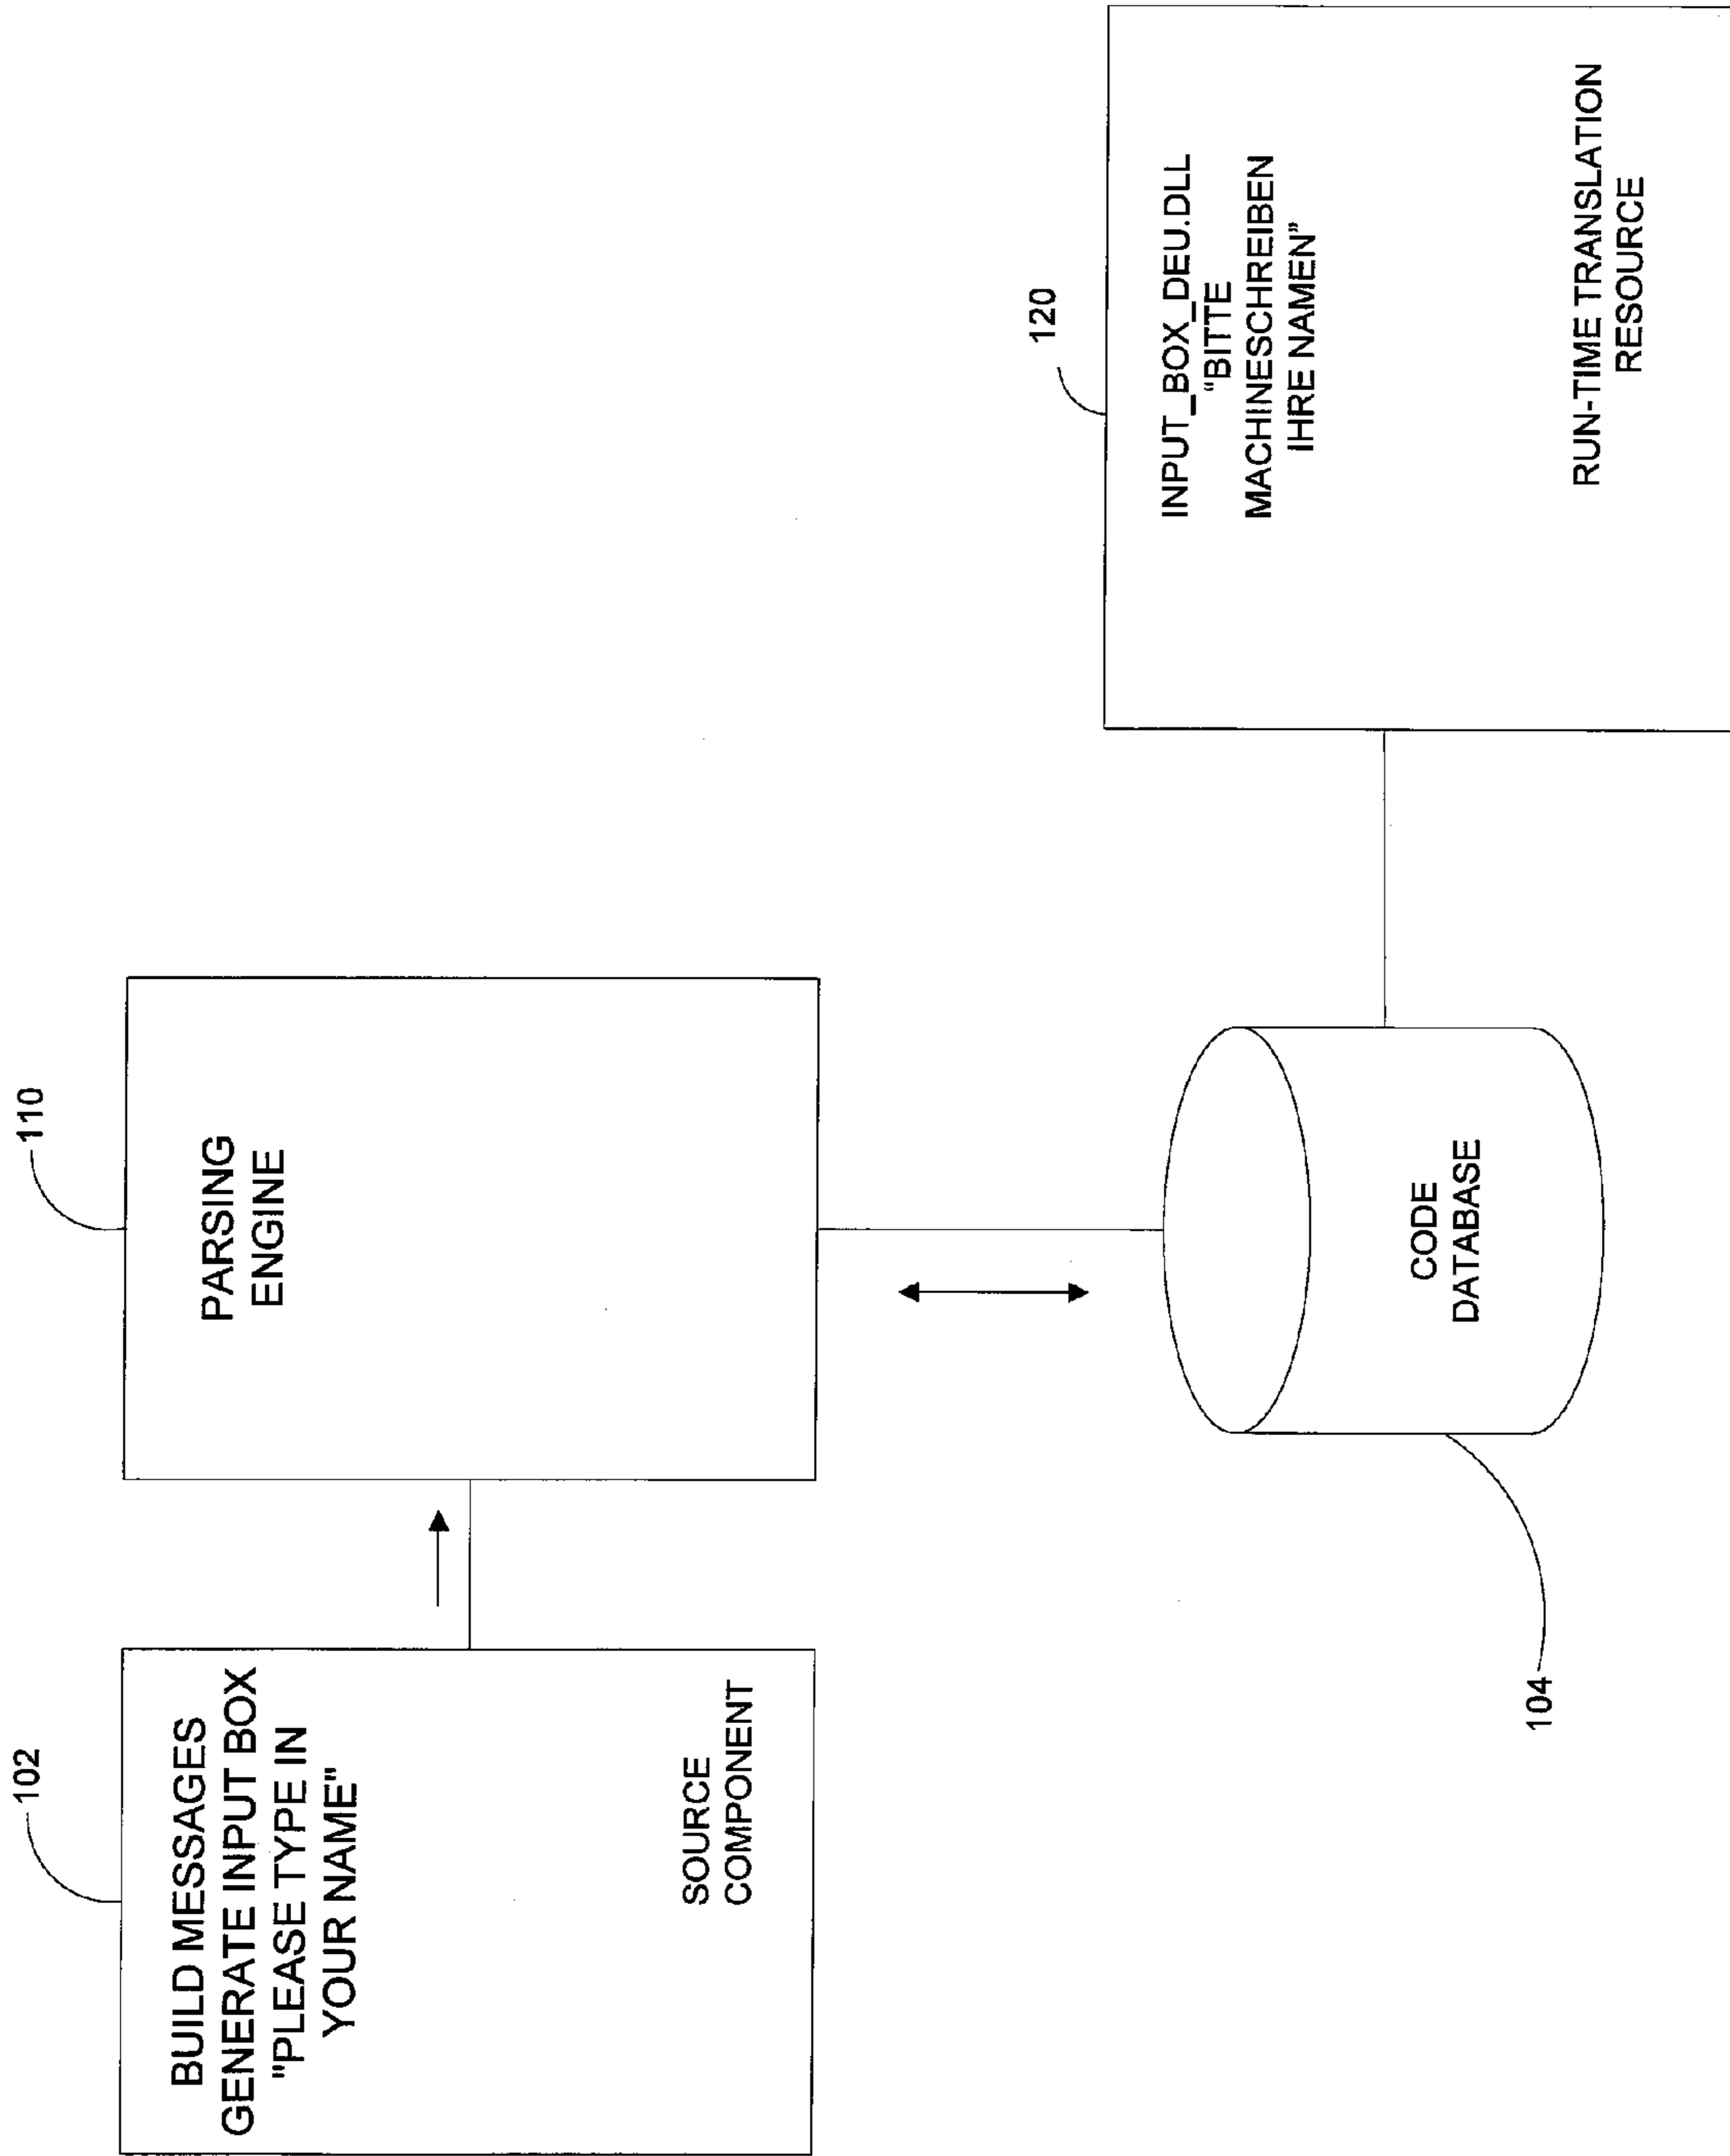 102
BUILD MESSAGES
GENERATE INPUT BOX
"PLEASE TYPE IN
YOUR NAME"
SOURCE
COMPONENT
110
PARSING
ENGINE
104
CODE
DATABASE
120
INPUT_BOX_DEU.DLL
“BITTE
MACHINESCHREIBEN
IHRE NAMEN”
RUN-TIME TRANSLATION
RESOURCE